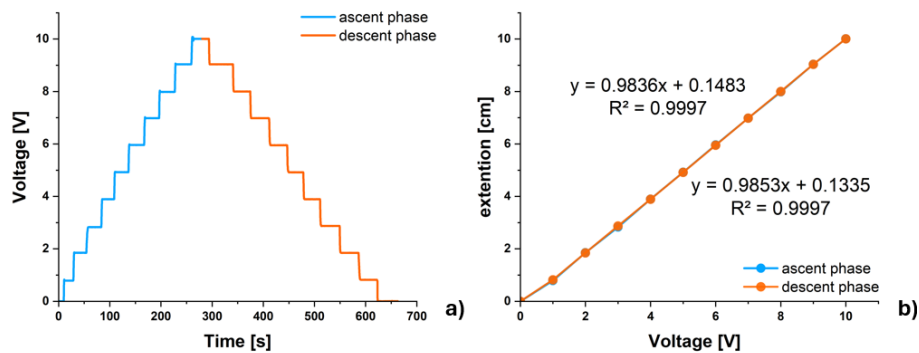 ascent phase
descent phase
Voltage [V]
10
8
6
4
2
0
0
100
200
300
400
500
600
700
Time [s]
a)
extention [cm]
10
8
6
4
2
0
y = 0.9836x + 0.1483
R² = 0.9997
y = 0.9853x + 0.1335
R² = 0.9997
ascent phase
descent phase
0
2
4
6
8
10
Voltage [V]
b)